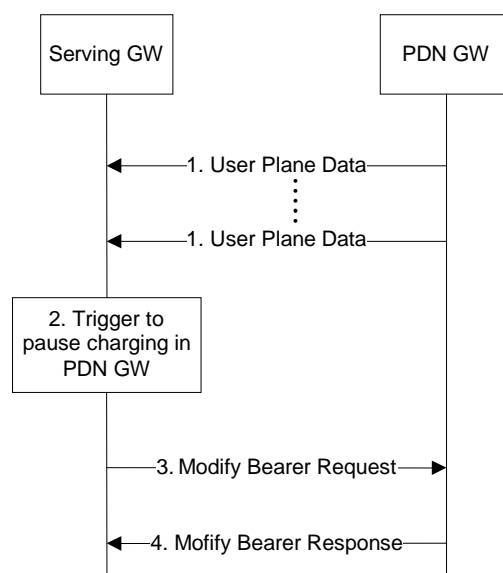 Serving GW
PDN GW
1. User Plane Data
1. User Plane Data
2. Trigger to
pause charging in
PDN GW
3. Modify Bearer Request
4. Mofify Bearer Response